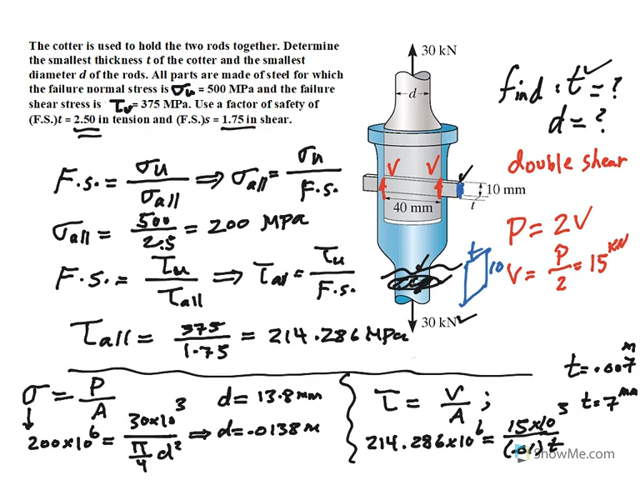 The cotter is used to hold the two rods together. Determine
the smallest thickness t of the cotter and the smallest
diameter d of the rods. All parts are made of steel for which
the failure normal stress is σu = 500 MPa and the failure
shear stress is τu = 375 MPa. Use a factor of safety of
(F.S.)t = 2.50 in tension and (F.S.)s = 1.75 in shear.
F.S. = σu / σall ⇒ σall = σu / F.S.
σall = 500 / 2.5 = 200 MPa
F.S. = τu / τall ⇒ τall = τu / F.S.
τall = 375 / 1.75 = 214.286 MPa
30 kN
d
V V
10 mm
40 mm
t
30 kN
t
10
find : t = ?
d = ?
double shear
P = 2V
V = P / 2 = 15 kN
σ = P / A
200 x 10^6 = 30 x 10^3 / (π/4 d^2) ⇒ d = .0138 m
d = 13.8 mm
τ = V / A ;
214.286 x 10^6 = 15 x 10^3 / (.01) t
t = .007 m
t = 7 mm
ShowMe.com